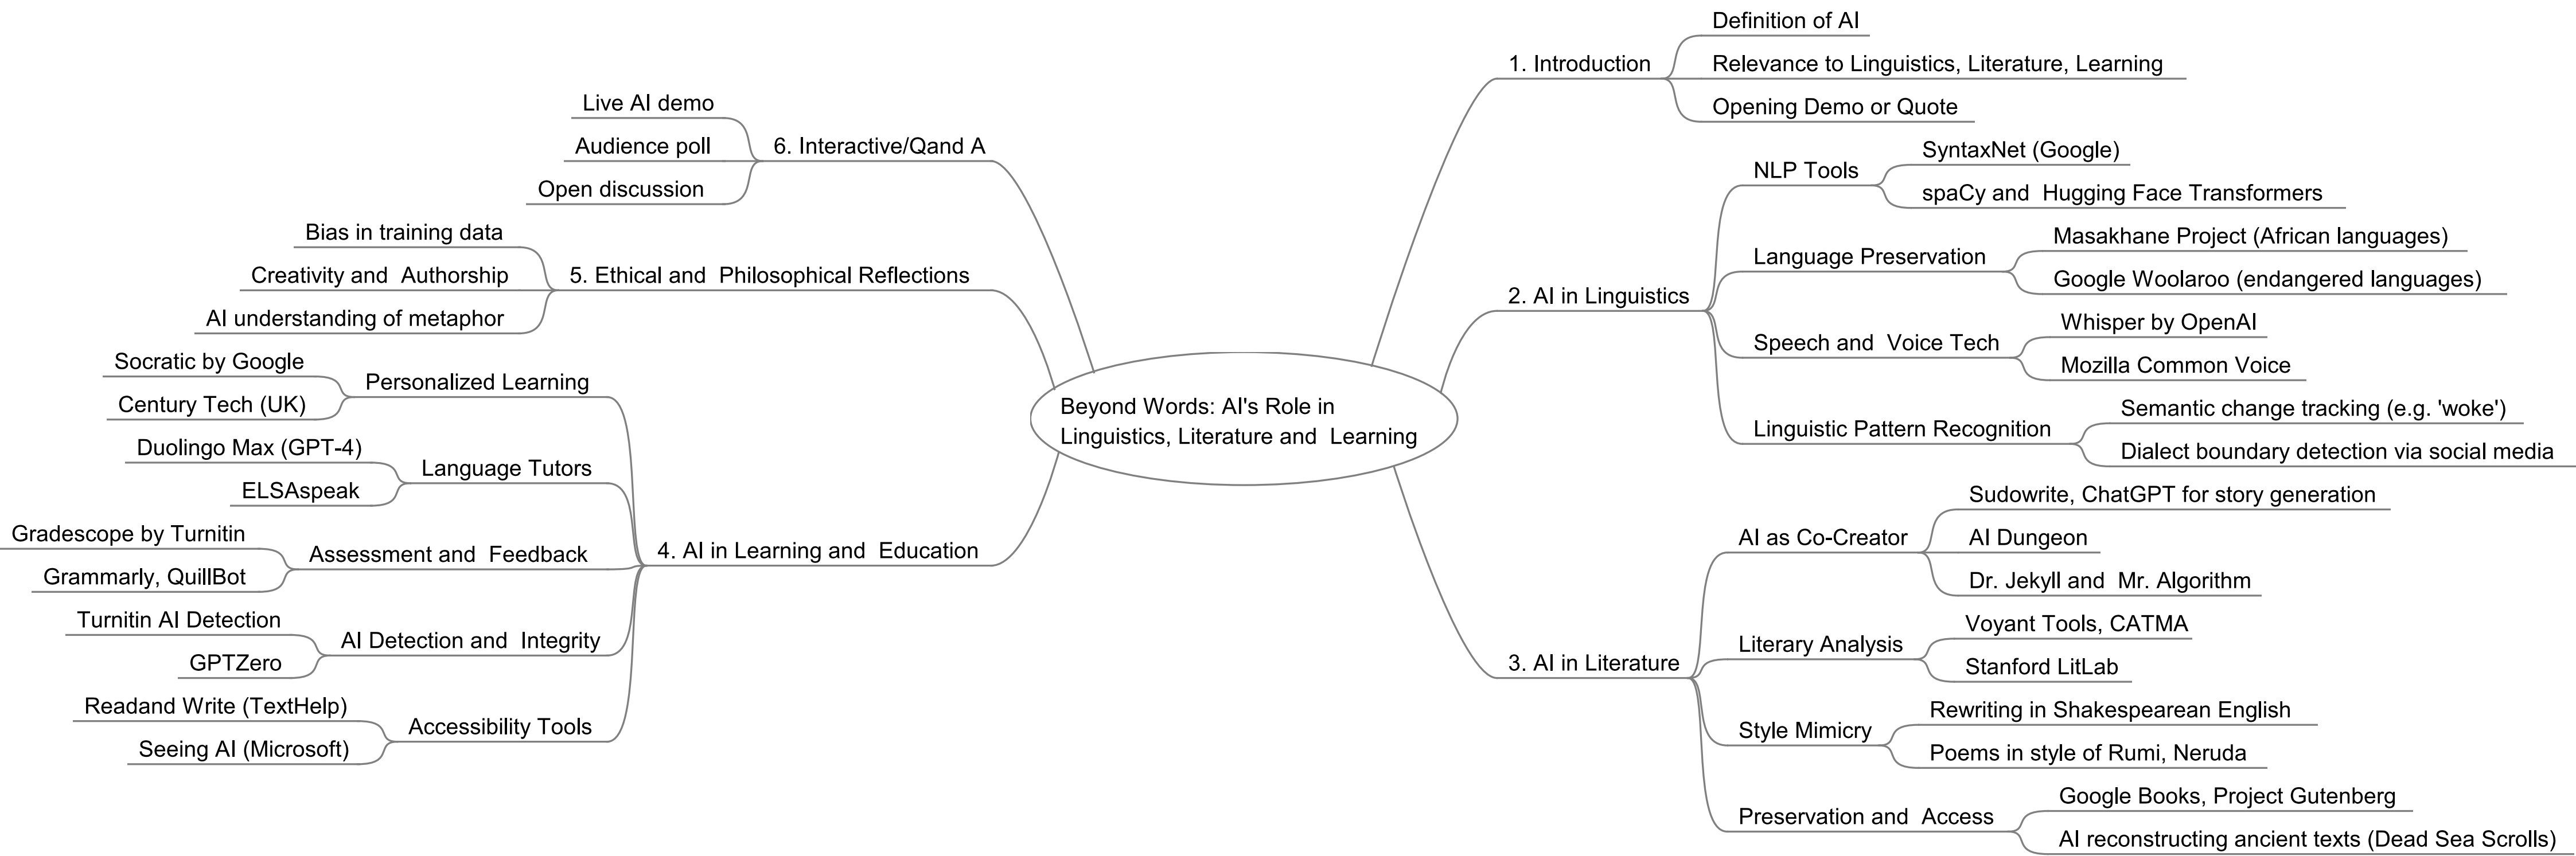 Beyond Words: AI's Role in
Linguistics, Literature and  Learning
1. Introduction
Definition of AI
Relevance to Linguistics, Literature, Learning
Opening Demo or Quote
2. AI in Linguistics
NLP Tools
SyntaxNet (Google)
spaCy and  Hugging Face Transformers
Language Preservation
Masakhane Project (African languages)
Google Woolaroo (endangered languages)
Speech and  Voice Tech
Whisper by OpenAI
Mozilla Common Voice
Linguistic Pattern Recognition
Semantic change tracking (e.g. 'woke')
Dialect boundary detection via social media
3. AI in Literature
AI as Co-Creator
Sudowrite, ChatGPT for story generation
AI Dungeon
Dr. Jekyll and  Mr. Algorithm
Literary Analysis
Voyant Tools, CATMA
Stanford LitLab
Style Mimicry
Rewriting in Shakespearean English
Poems in style of Rumi, Neruda
Preservation and  Access
Google Books, Project Gutenberg
AI reconstructing ancient texts (Dead Sea Scrolls)
4. AI in Learning and  Education
Personalized Learning
Socratic by Google
Century Tech (UK)
Language Tutors
Duolingo Max (GPT-4)
ELSAspeak
Assessment and  Feedback
Gradescope by Turnitin
Grammarly, QuillBot
AI Detection and  Integrity
Turnitin AI Detection
GPTZero
Accessibility Tools
Readand Write (TextHelp)
Seeing AI (Microsoft)
5. Ethical and  Philosophical Reflections
Bias in training data
Creativity and  Authorship
AI understanding of metaphor
6. Interactive/Qand A
Live AI demo
Audience poll
Open discussion